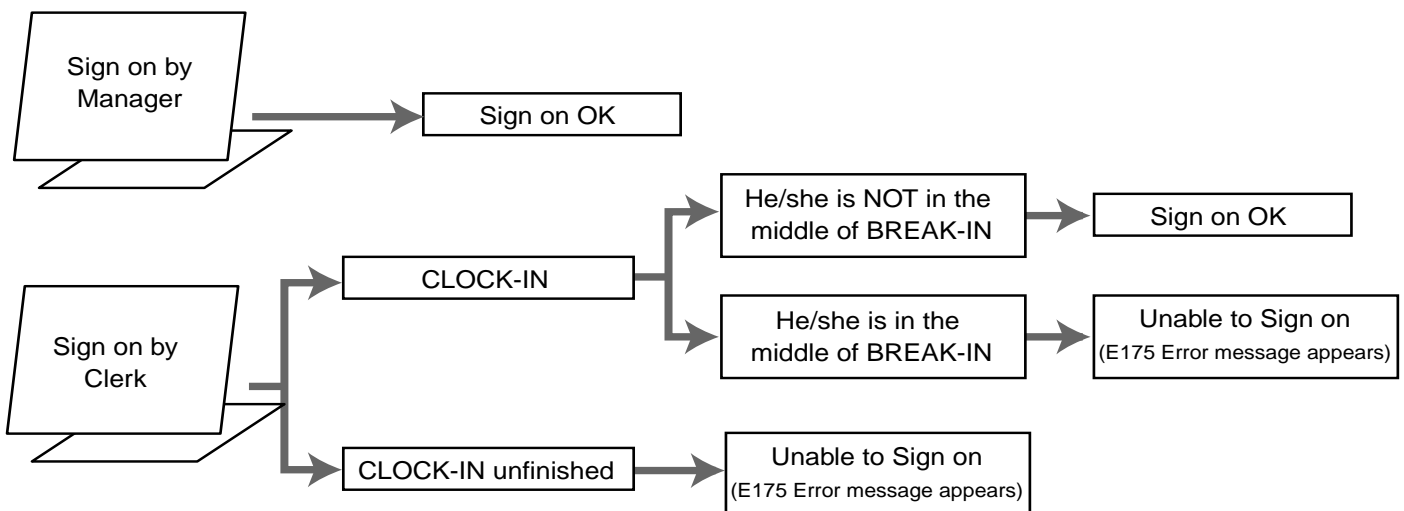 Sign on by
Manager
Sign on OK
He/she is NOT in the
middle of BREAK-IN
Sign on OK
CLOCK-IN
He/she is in the
middle of BREAK-IN
Unable to Sign on
(E175 Error message appears)
Sign on by
Clerk
CLOCK-IN unfinished
Unable to Sign on
(E175 Error message appears)